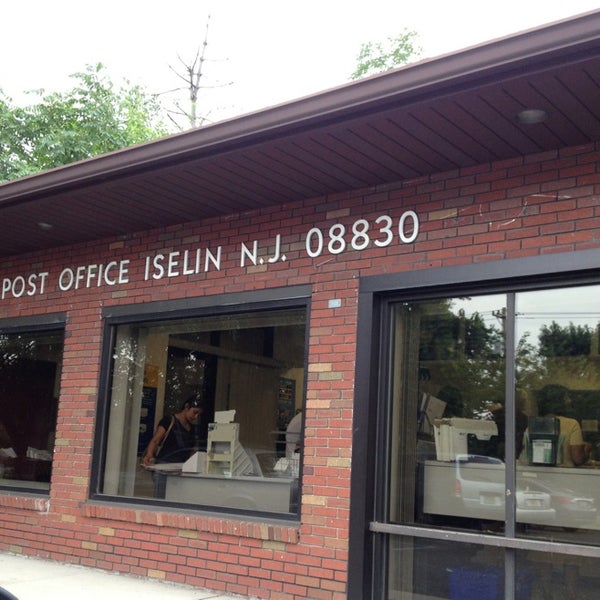 POST OFFICE ISELIN N.J. 08830